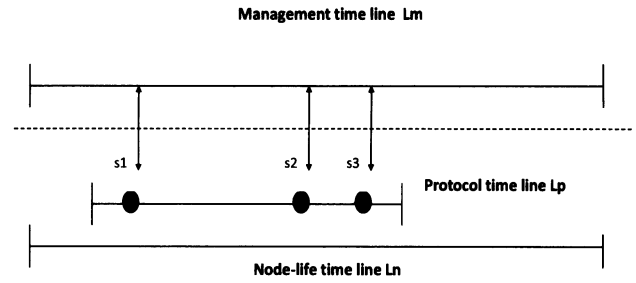 Management time line Lm
s1
s2
s3
Protocol time line Lp
Node-life time line Ln